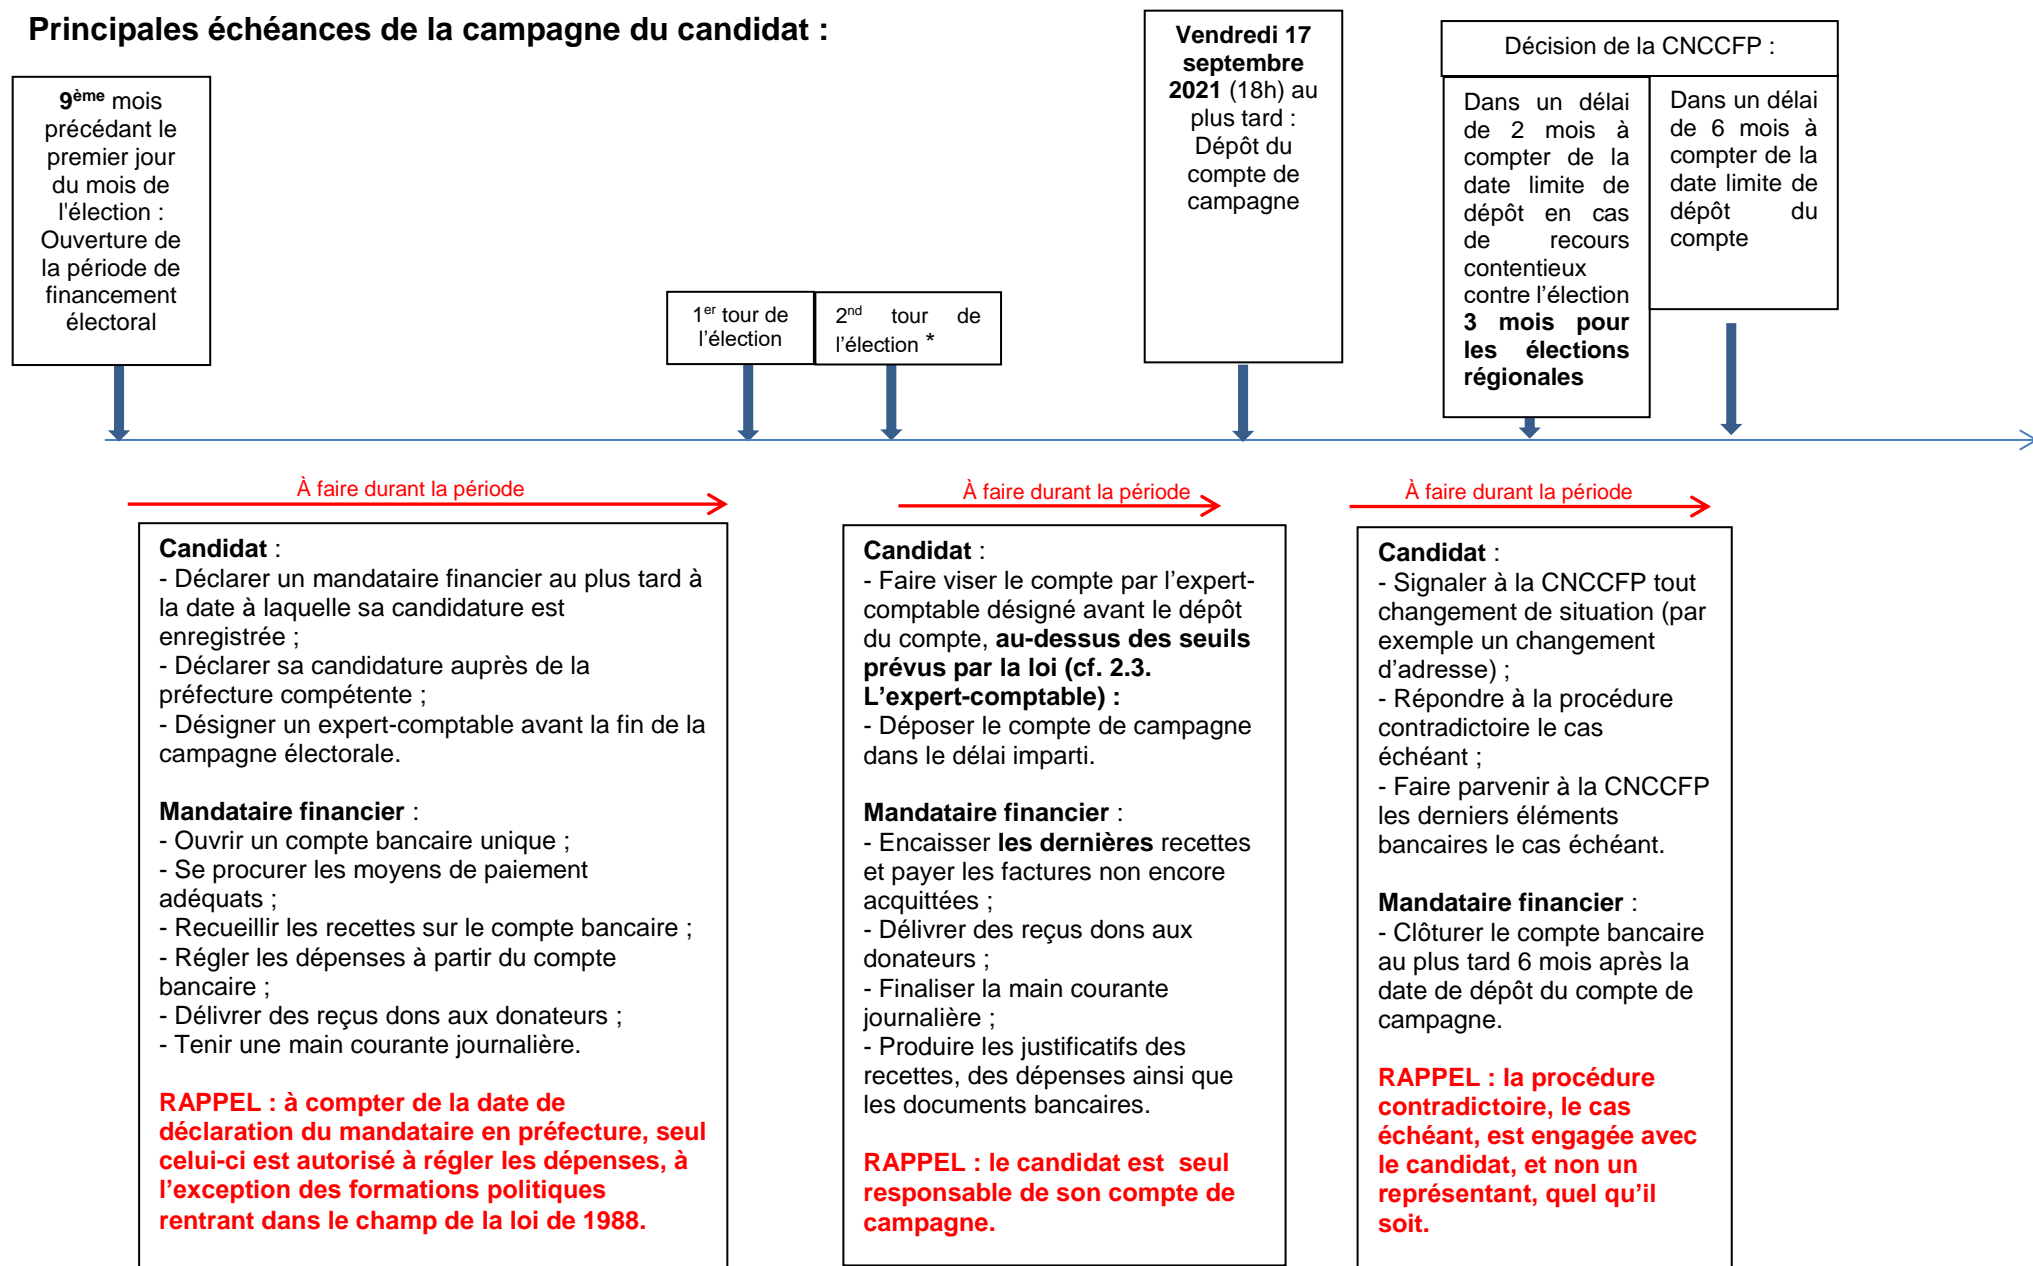 Principales échéances de la campagne du candidat :
9ème mois
précédant le
premier jour
du mois de
l'élection :
Ouverture de
la période de
financement
électoral
1er tour de
l’élection
2nd tour de
l’élection *
Vendredi 17
septembre
2021 (18h) au
plus tard :
Dépôt du
compte de
campagne
Décision de la CNCCFP :
Dans un délai
de 2 mois à
compter de la
date limite de
dépôt en cas
de recours
contentieux
contre l’élection
3 mois pour
les élections
régionales
Dans un délai
de 6 mois à
compter de la
date limite de
dépôt du
compte
À faire durant la période
Candidat :
- Déclarer un mandataire financier au plus tard à
la date à laquelle sa candidature est
enregistrée ;
- Déclarer sa candidature auprès de la
préfecture compétente ;
- Désigner un expert-comptable avant la fin de la
campagne électorale.
Mandataire financier :
- Ouvrir un compte bancaire unique ;
- Se procurer les moyens de paiement
adéquats ;
- Recueillir les recettes sur le compte bancaire ;
- Régler les dépenses à partir du compte
bancaire ;
- Délivrer des reçus dons aux donateurs ;
- Tenir une main courante journalière.
RAPPEL : à compter de la date de
déclaration du mandataire en préfecture, seul
celui-ci est autorisé à régler les dépenses, à
l’exception des formations politiques
rentrant dans le champ de la loi de 1988.
À faire durant la période
Candidat :
- Faire viser le compte par l’expert-
comptable désigné avant le dépôt
du compte, au-dessus des seuils
prévus par la loi (cf. 2.3.
L’expert-comptable) :
- Déposer le compte de campagne
dans le délai imparti.
Mandataire financier :
- Encaisser les dernières recettes
et payer les factures non encore
acquittées ;
- Délivrer des reçus dons aux
donateurs ;
- Finaliser la main courante
journalière ;
- Produire les justificatifs des
recettes, des dépenses ainsi que
les documents bancaires.
RAPPEL : le candidat est seul
responsable de son compte de
campagne.
À faire durant la période
Candidat :
- Signaler à la CNCCFP tout
changement de situation (par
exemple un changement
d’adresse) ;
- Répondre à la procédure
contradictoire le cas
échéant ;
- Faire parvenir à la CNCCFP
les derniers éléments
bancaires le cas échéant.
Mandataire financier :
- Clôturer le compte bancaire
au plus tard 6 mois après la
date de dépôt du compte de
campagne.
RAPPEL : la procédure
contradictoire, le cas
échéant, est engagée avec
le candidat, et non un
représentant, quel qu’il
soit.